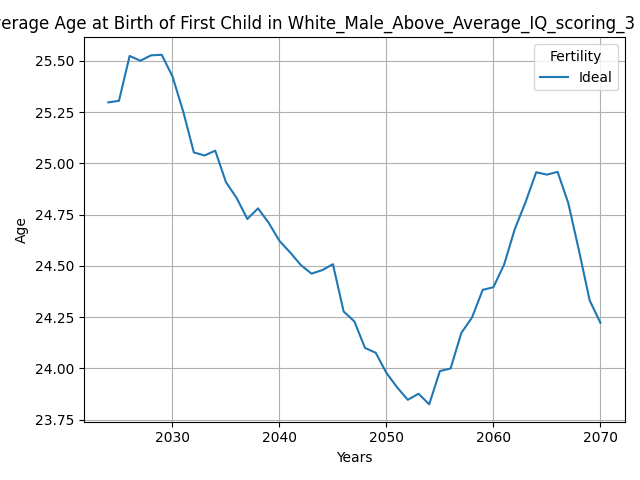 verage Age at Birth of First Child in White_Male_Above_Average_IQ_scoring_3
Fertility
Ideal
25.50
25.25
25.00
24.75
24.50
24.25
24.00
23.75
Age
2030 2040 2050 2060 2070
Years